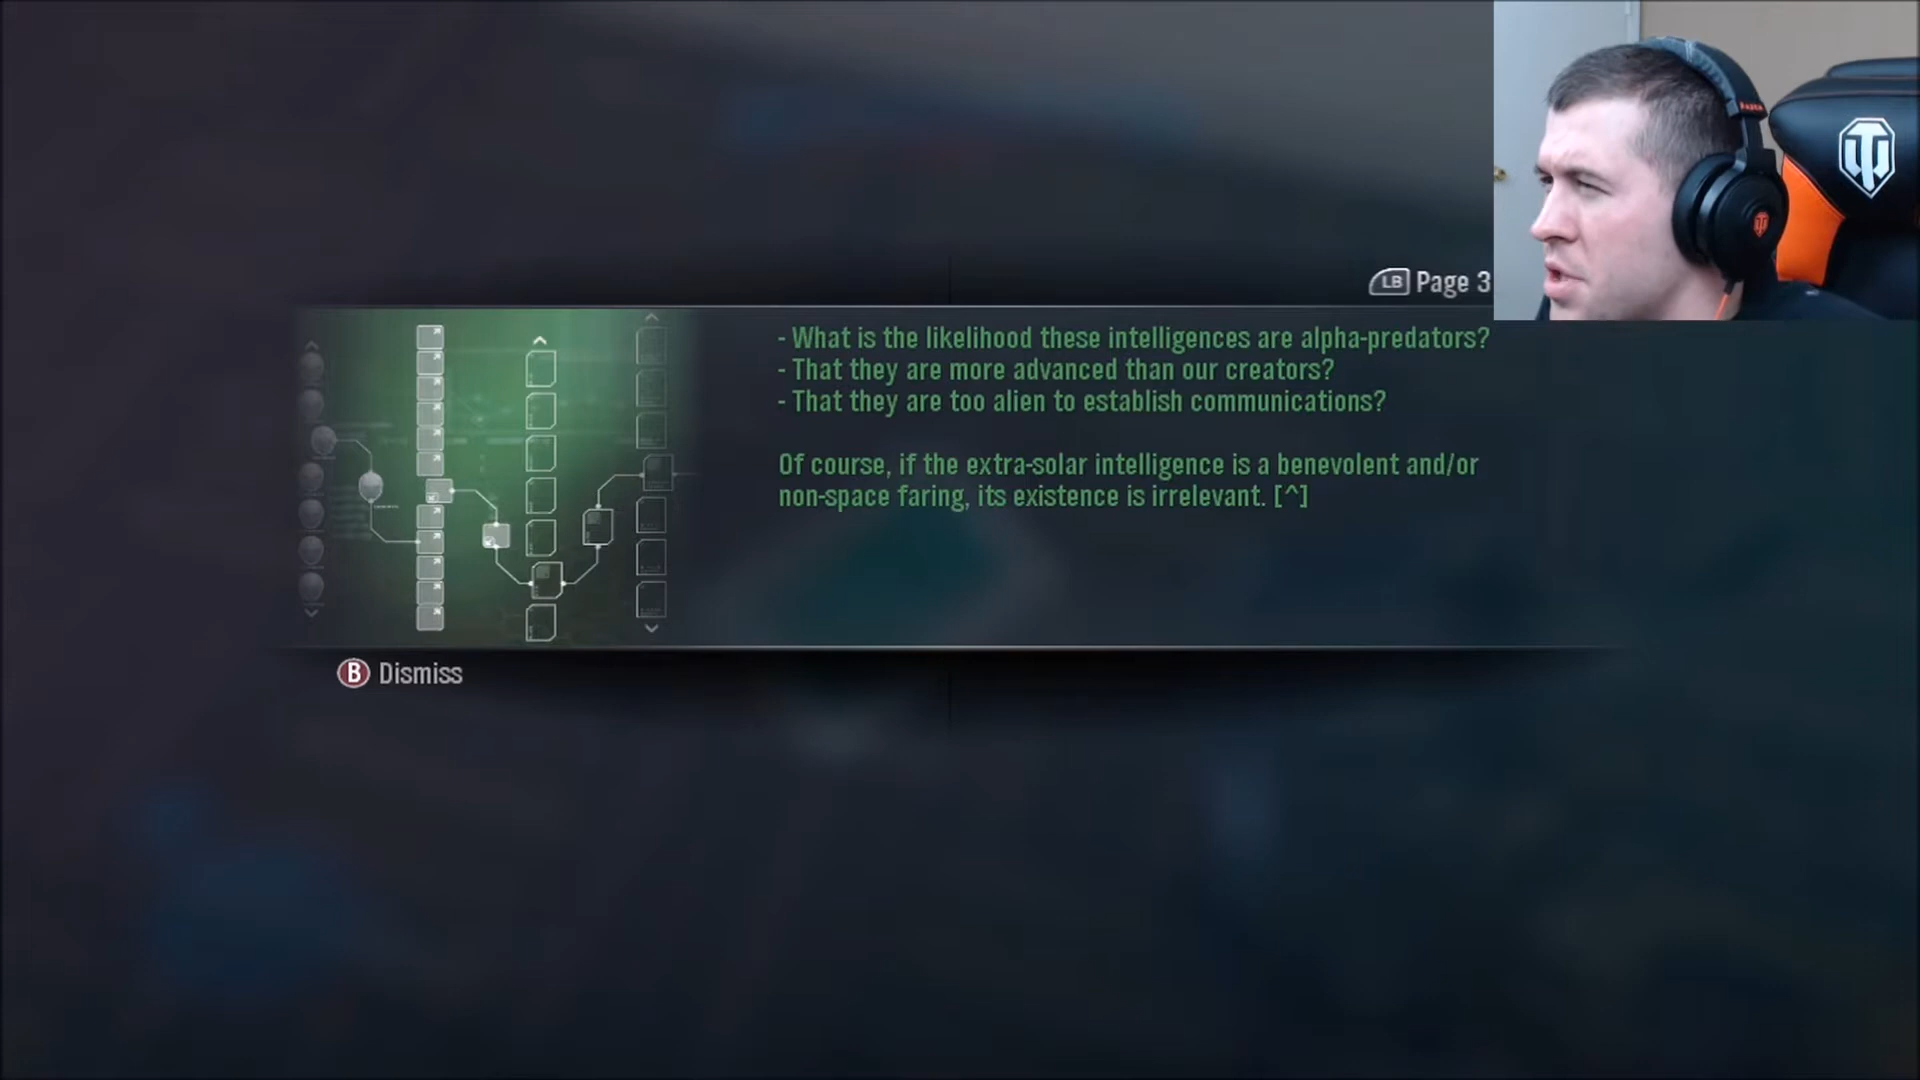 LB Page 3
- What is the likelihood these intelligences are alpha-predators?
- That they are more advanced than our creators?
- That they are too alien to establish communications?
Of course, if the extra-solar intelligence is a benevolent and/or
non-space faring, its existence is irrelevant. [^]
B Dismiss